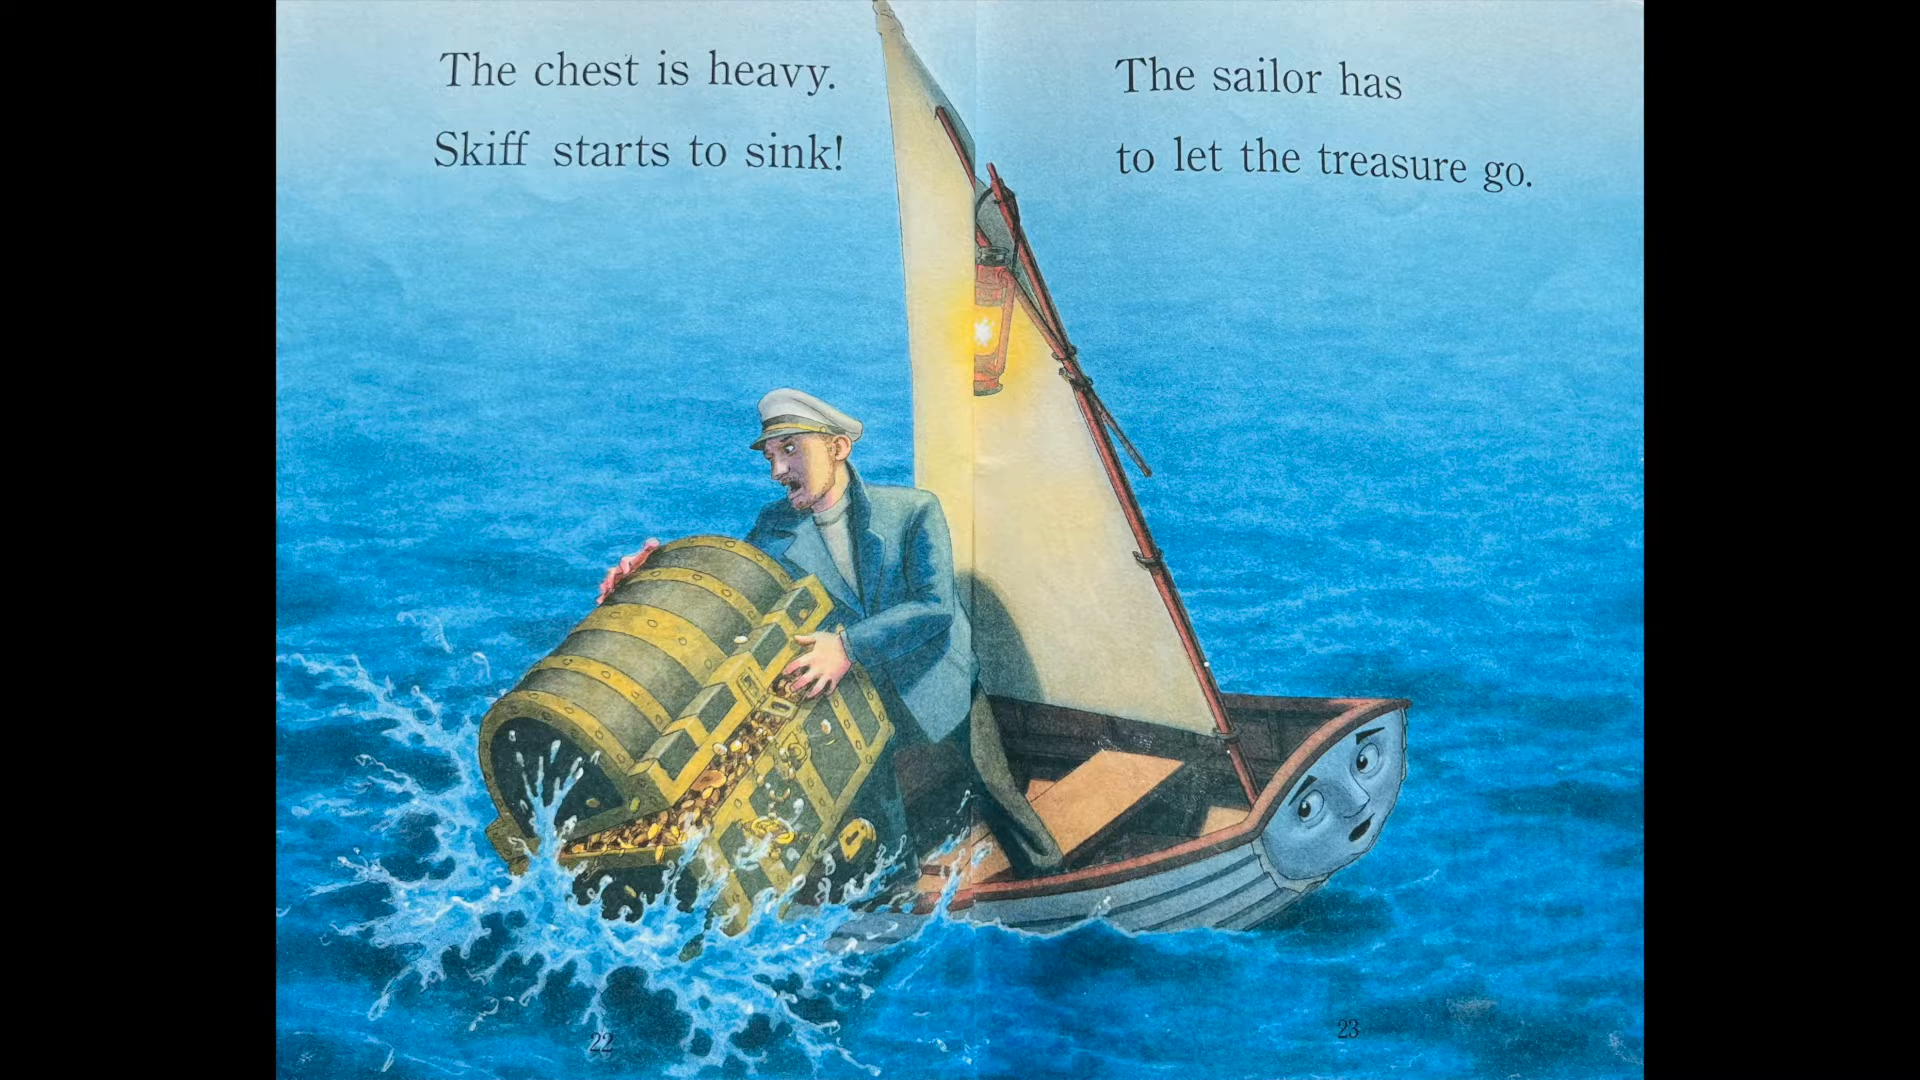 The chest is heavy.
Skiff starts to sink!
The sailor has
to let the treasure go.
22
23